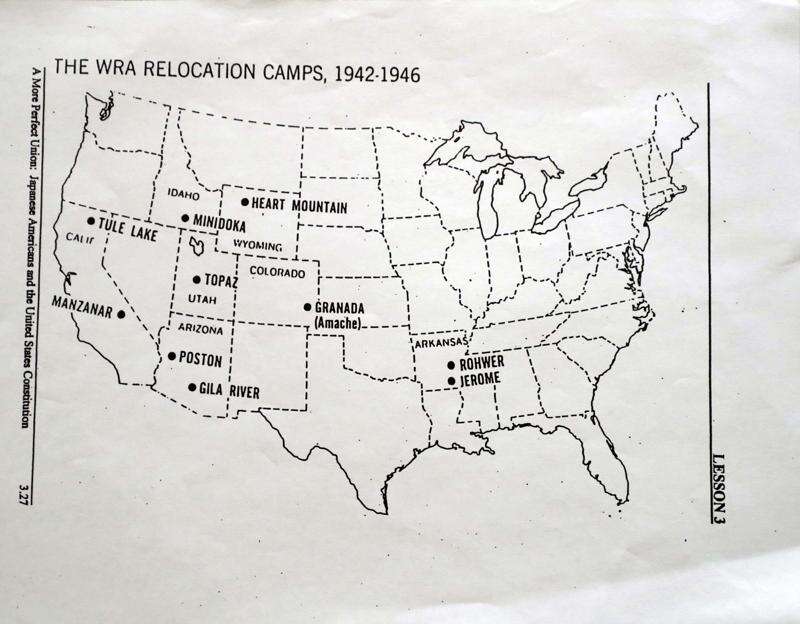 THE WRA RELOCATION CAMPS, 1942-1946
IDAHO
HEART MOUNTAIN
MINIDOKA
TULE LAKE
CALIF
WYOMING
COLORADO
TOPAZ
UTAH
MANZANAR
GRANADA
(Amache)
ARIZONA
ARKANSAS
POSTON
ROHWER
JEROME
GILA RIVER
A More Perfect Union: Japanese Americans and the United States Constitution
3.27
LESSON 3